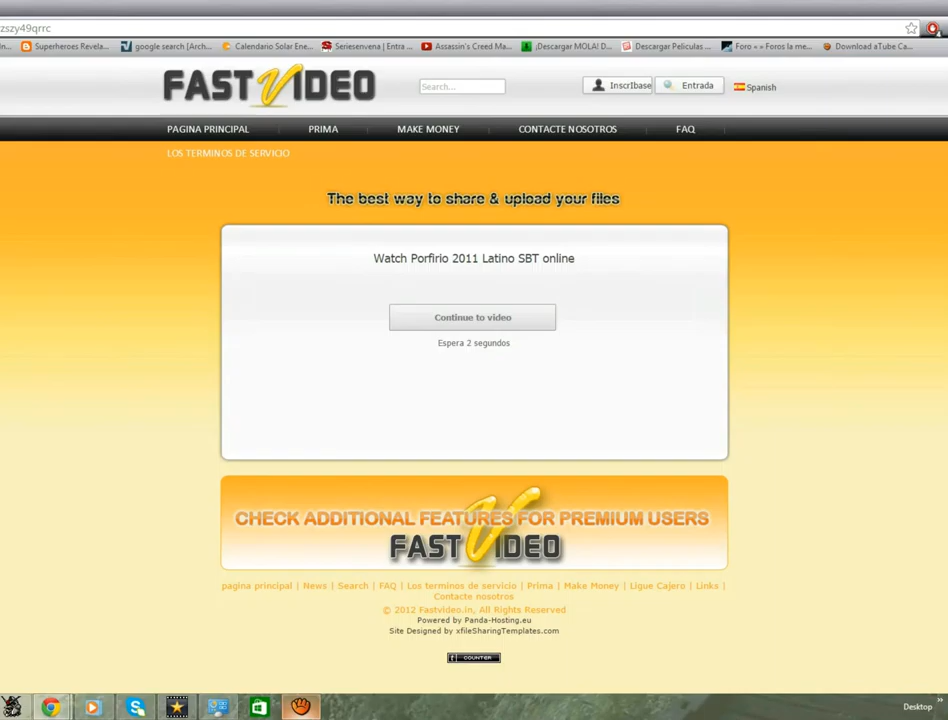 zszy49qrrc
in...
Superheroes Revela...
google search [Arch...
Calendario Solar Ene...
Seriesenvena | Entra ...
Assassin's Creed Ma...
¡Descargar MOLA! D...
Descargar Peliculas ...
Foro « » Foros la me...
Download aTube Ca...
FASTVIDEO
Search...
InscrIbase
Entrada
Spanish
PAGINA PRINCIPAL
PRIMA
MAKE MONEY
CONTACTE NOSOTROS
FAQ
LOS TERMINOS DE SERVICIO
The best way to share & upload your files
Watch Porfirio 2011 Latino SBT online
Continue to video
Espera 2 segundos
CHECK ADDITIONAL FEATURES FOR PREMIUM USERS
FASTVIDEO
pagina principal | News | Search | FAQ | Los terminos de servicio | Prima | Make Money | Ligue Cajero | Links |
Contacte nosotros
© 2012 Fastvideo.in, All Rights Reserved
Powered by Panda-Hosting.eu
Site Designed by xfileSharingTemplates.com
t COUNTER
Desktop